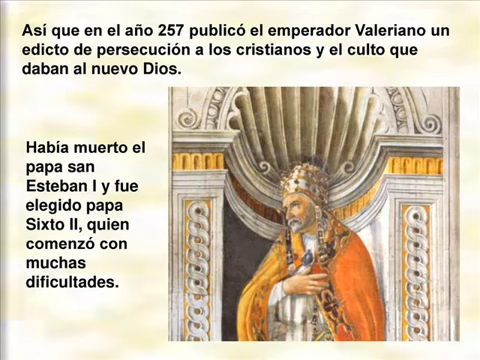 Así que en el año 257 publicó el emperador Valeriano un
edicto de persecución a los cristianos y el culto que
daban al nuevo Dios.
Había muerto el
papa san
Esteban I y fue
elegido papa
Sixto II, quien
comenzó con
muchas
dificultades.